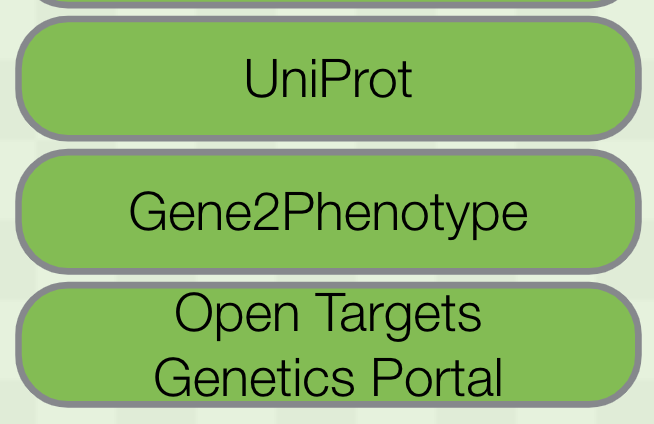 UniProt
Gene2Phenotype
Open Targets
Genetics Portal